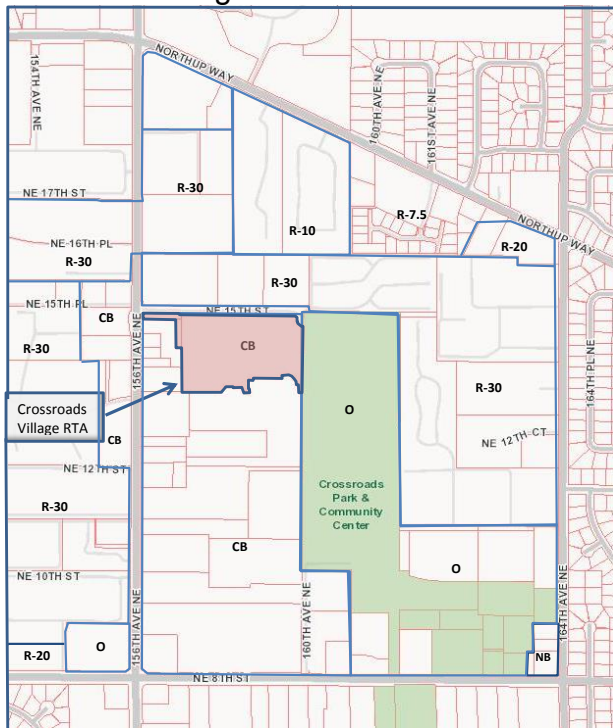 NORTHUP WAY
154TH AVE NE
160TH AVE NE
161ST AVE NE
R-30
NE 17TH ST
R-10
R-7.5
NORTHUP WAY
R-20
NE 16TH PL
R-30
R-30
NE 15TH PL
NE 15TH ST
CB
CB
R-30
156TH AVE NE
164TH PL NE
R-30
Crossroads
Village RTA
O
CB
NE 12TH CT
NE 12TH ST
Crossroads
Park &
Community
Center
R-30
CB
O
NE 10TH ST
156TH AVE NE
160TH AVE NE
164TH AVE NE
O
R-20
NB
NE 8TH ST